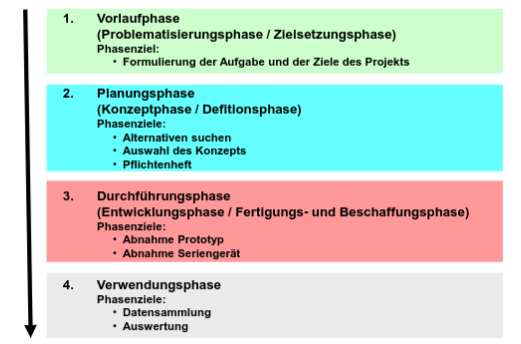 1. Vorlaufphase
(Problematisierungsphase / Zielsetzungsphase)
Phasenziel:
• Formulierung der Aufgabe und der Ziele des Projekts
2. Planungsphase
(Konzeptphase / Defitionsphase)
Phasenziele:
• Alternativen suchen
• Auswahl des Konzepts
• Pflichtenheft
3. Durchführungsphase
(Entwicklungsphase / Fertigungs- und Beschaffungsphase)
Phasenziele:
• Abnahme Prototyp
• Abnahme Seriengerät
4. Verwendungsphase
Phasenziele:
• Datensammlung
• Auswertung